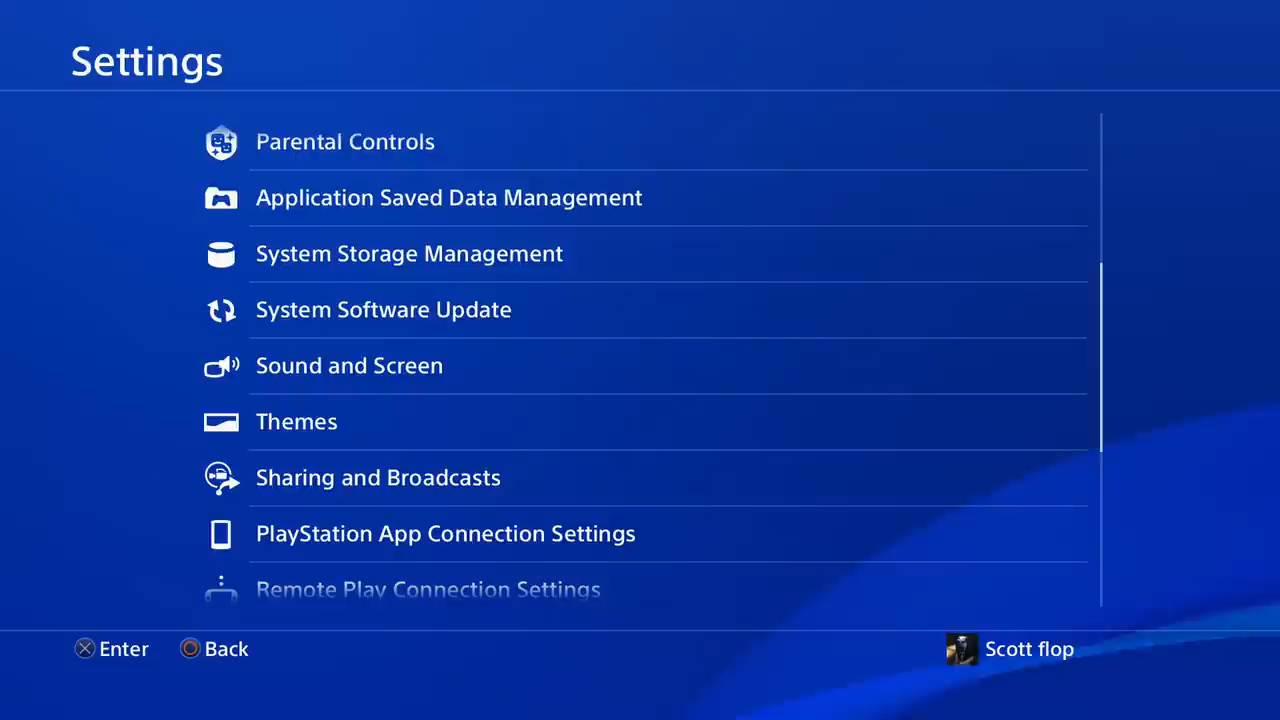 Settings
Parental Controls
Application Saved Data Management
System Storage Management
System Software Update
Sound and Screen
Themes
Sharing and Broadcasts
PlayStation App Connection Settings
Remote Play Connection Settings
Enter
Back
Scott flop